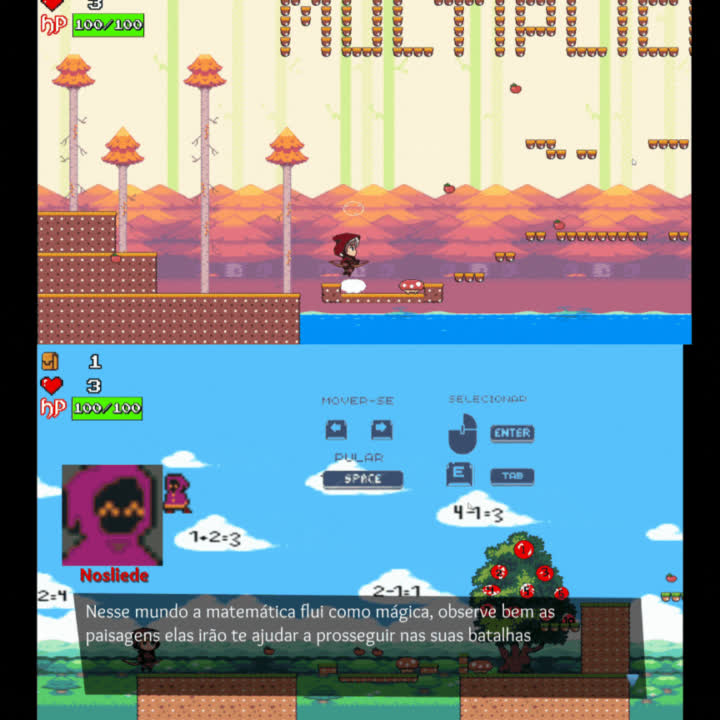 3
hp 100/100
MULTIPLIC
1
3
hp 100/100
MOVER-SE
SELECIONAR
ENTER
PULAR
SPACE
E
TAB
4-1=3
1+2=3
Nosliede
2=4
2-1=1
Nesse mundo a matemática flui como mágica, observe bem as
paisagens elas irão te ajudar a prosseguir nas suas batalhas